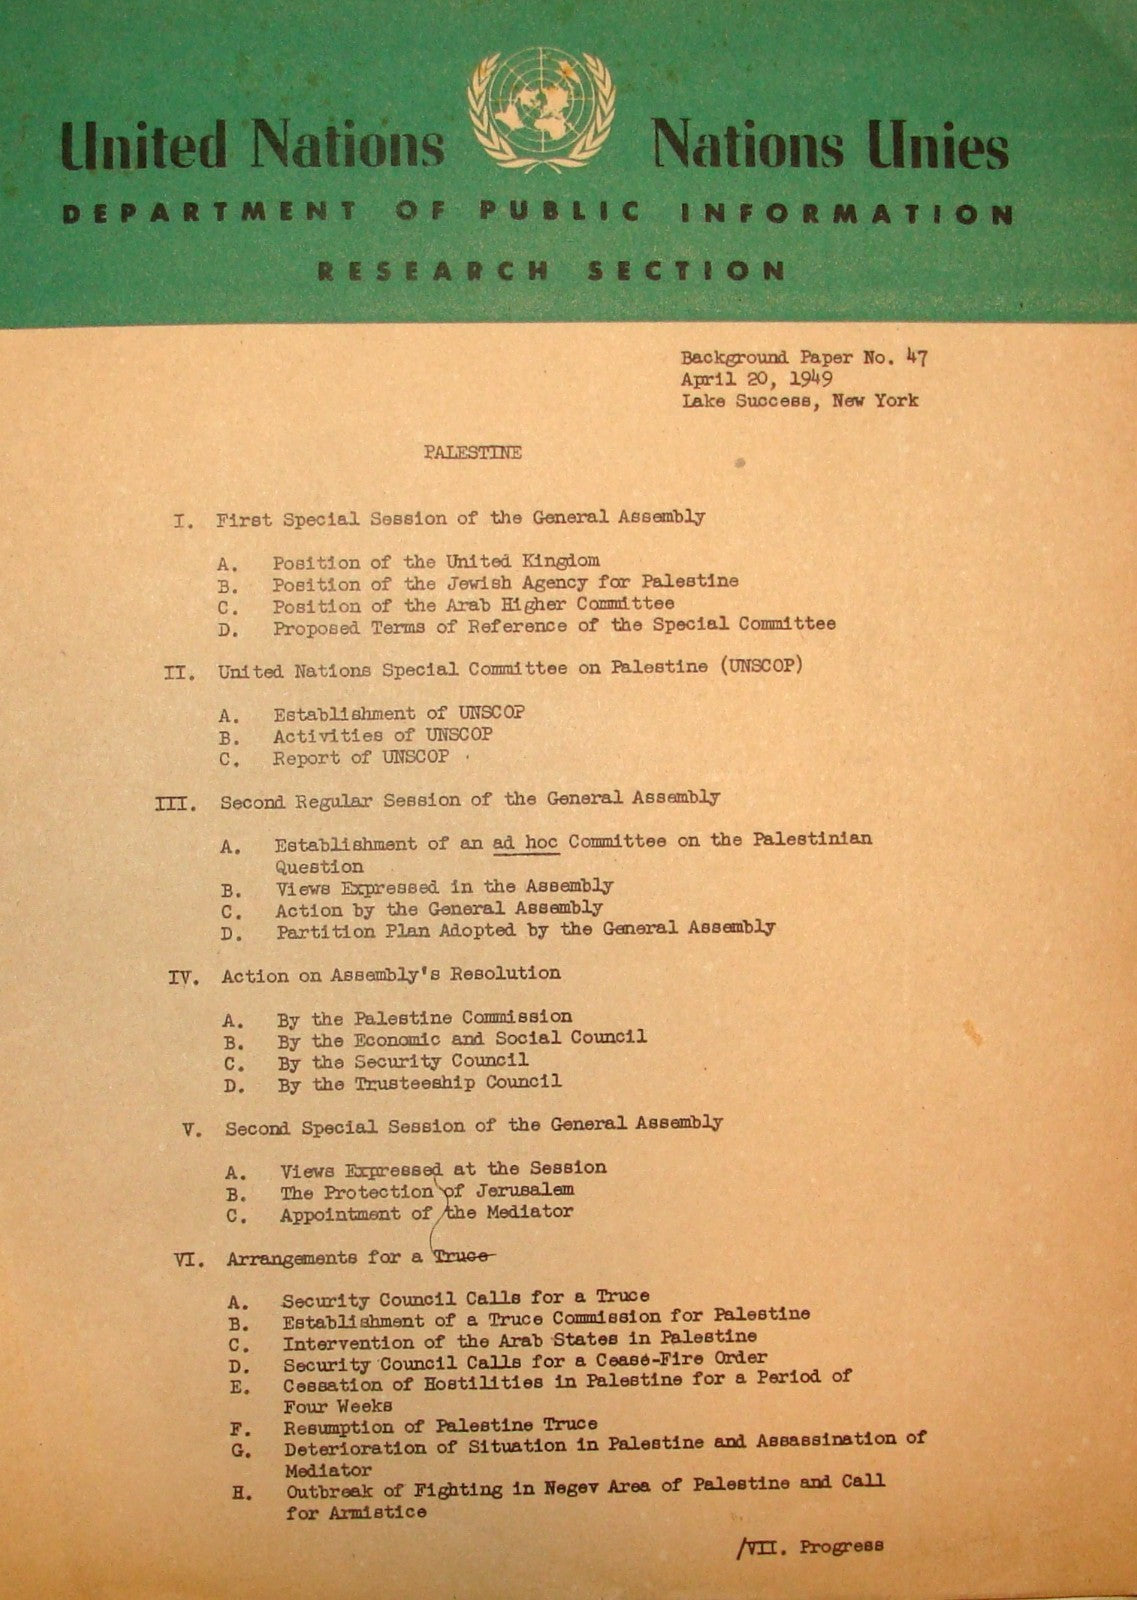 United Nations Nations Unies
DEPARTMENT OF PUBLIC INFORMATION
RESEARCH SECTION
Background Paper No. 47
April 20, 1949
Lake Success, New York
PALESTINE
I. First Special Session of the General Assembly
A. Position of the United Kingdom
B. Position of the Jewish Agency for Palestine
C. Position of the Arab Higher Committee
D. Proposed Terms of Reference of the Special Committee
II. United Nations Special Committee on Palestine (UNSCOP)
A. Establishment of UNSCOP
B. Activities of UNSCOP
C. Report of UNSCOP
III. Second Regular Session of the General Assembly
A. Establishment of an ad hoc Committee on the Palestinian
Question
B. Views Expressed in the Assembly
C. Action by the General Assembly
D. Partition Plan Adopted by the General Assembly
IV. Action on Assembly's Resolution
A. By the Palestine Commission
B. By the Economic and Social Council
C. By the Security Council
D. By the Trusteeship Council
V. Second Special Session of the General Assembly
A. Views Expressed at the Session
B. The Protection of Jerusalem
C. Appointment of the Mediator
VI. Arrangements for a Truce
A. Security Council Calls for a Truce
B. Establishment of a Truce Commission for Palestine
C. Intervention of the Arab States in Palestine
D. Security Council Calls for a Cease-Fire Order
E. Cessation of Hostilities in Palestine for a Period of
Four Weeks
F. Resumption of Palestine Truce
G. Deterioration of Situation in Palestine and Assassination of
Mediator
H. Outbreak of Fighting in Negev Area of Palestine and Call
for Armistice
/VII. Progress